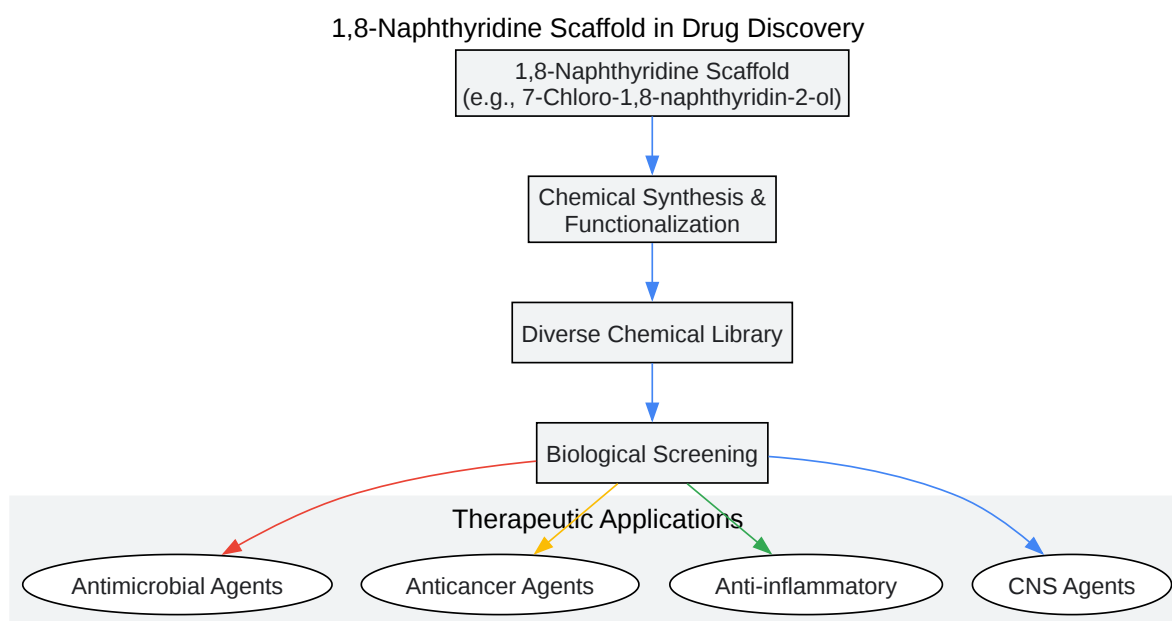 1,8-Naphthyridine Scaffold in Drug Discovery
1,8-Naphthyridine Scaffold
(e.g., 7-Chloro-1,8-naphthyridin-2-ol)
Chemical Synthesis &
Functionalization
Diverse Chemical Library
Biological Screening
Therapeutic Applications
Antimicrobial Agents
Anticancer Agents
Anti-inflammatory
CNS Agents